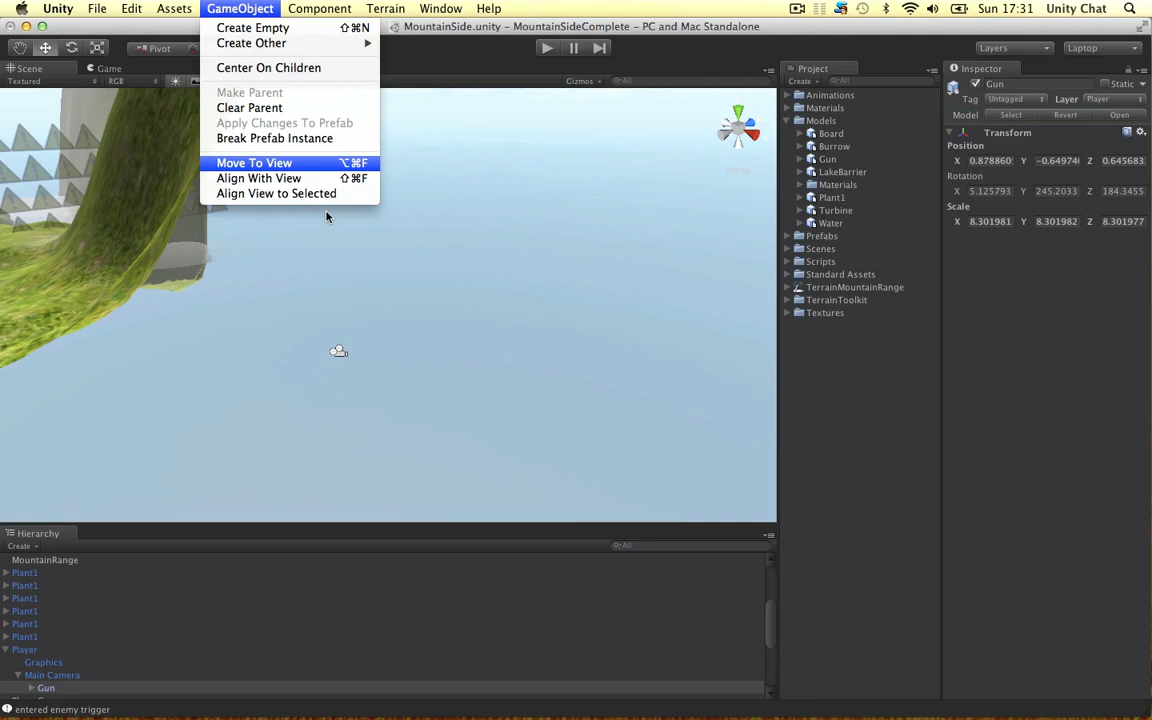 Unity File Edit Assets GameObject Component Terrain Window Help Sun 17:31 Unity Chat
MountainSide.unity – MountainSideComplete – PC and Mac Standalone
Pivot Layers Laptop
Create Empty ⇧⌘N
Create Other
Center On Children
Make Parent
Clear Parent
Apply Changes To Prefab
Break Prefab Instance
Move To View ⌥⌘F
Align With View ⇧⌘F
Align View to Selected
Scene Game
Textured RGB Gizmos All
Persp
Project
Create All
Animations
Materials
Models
Board
Burrow
Gun
LakeBarrier
Materials
Plant1
Turbine
Water
Prefabs
Scenes
Scripts
Standard Assets
TerrainMountainRange
TerrainToolkit
Textures
Inspector
Gun Static
Tag Untagged Layer Player
Model Select Revert Open
Transform
Position
X 0.878860 Y -0.64974 Z 0.645683
Rotation
X 5.125793 Y 245.2033 Z 184.3455
Scale
X 8.301981 Y 8.301982 Z 8.301977
Hierarchy
Create All
MountainRange
Plant1
Plant1
Plant1
Plant1
Plant1
Plant1
Player
Graphics
Main Camera
Gun
entered enemy trigger